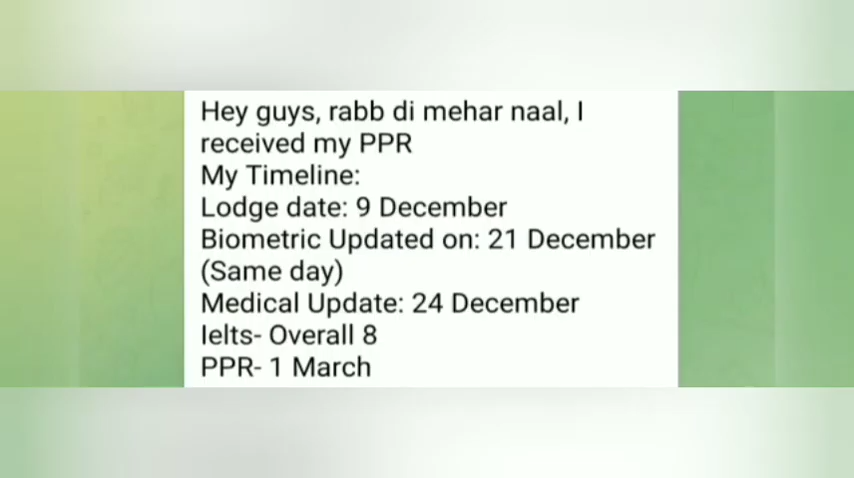 Hey guys, rabb di mehar naal, I
received my PPR
My Timeline:
Lodge date: 9 December
Biometric Updated on: 21 December
(Same day)
Medical Update: 24 December
Ielts- Overall 8
PPR- 1 March